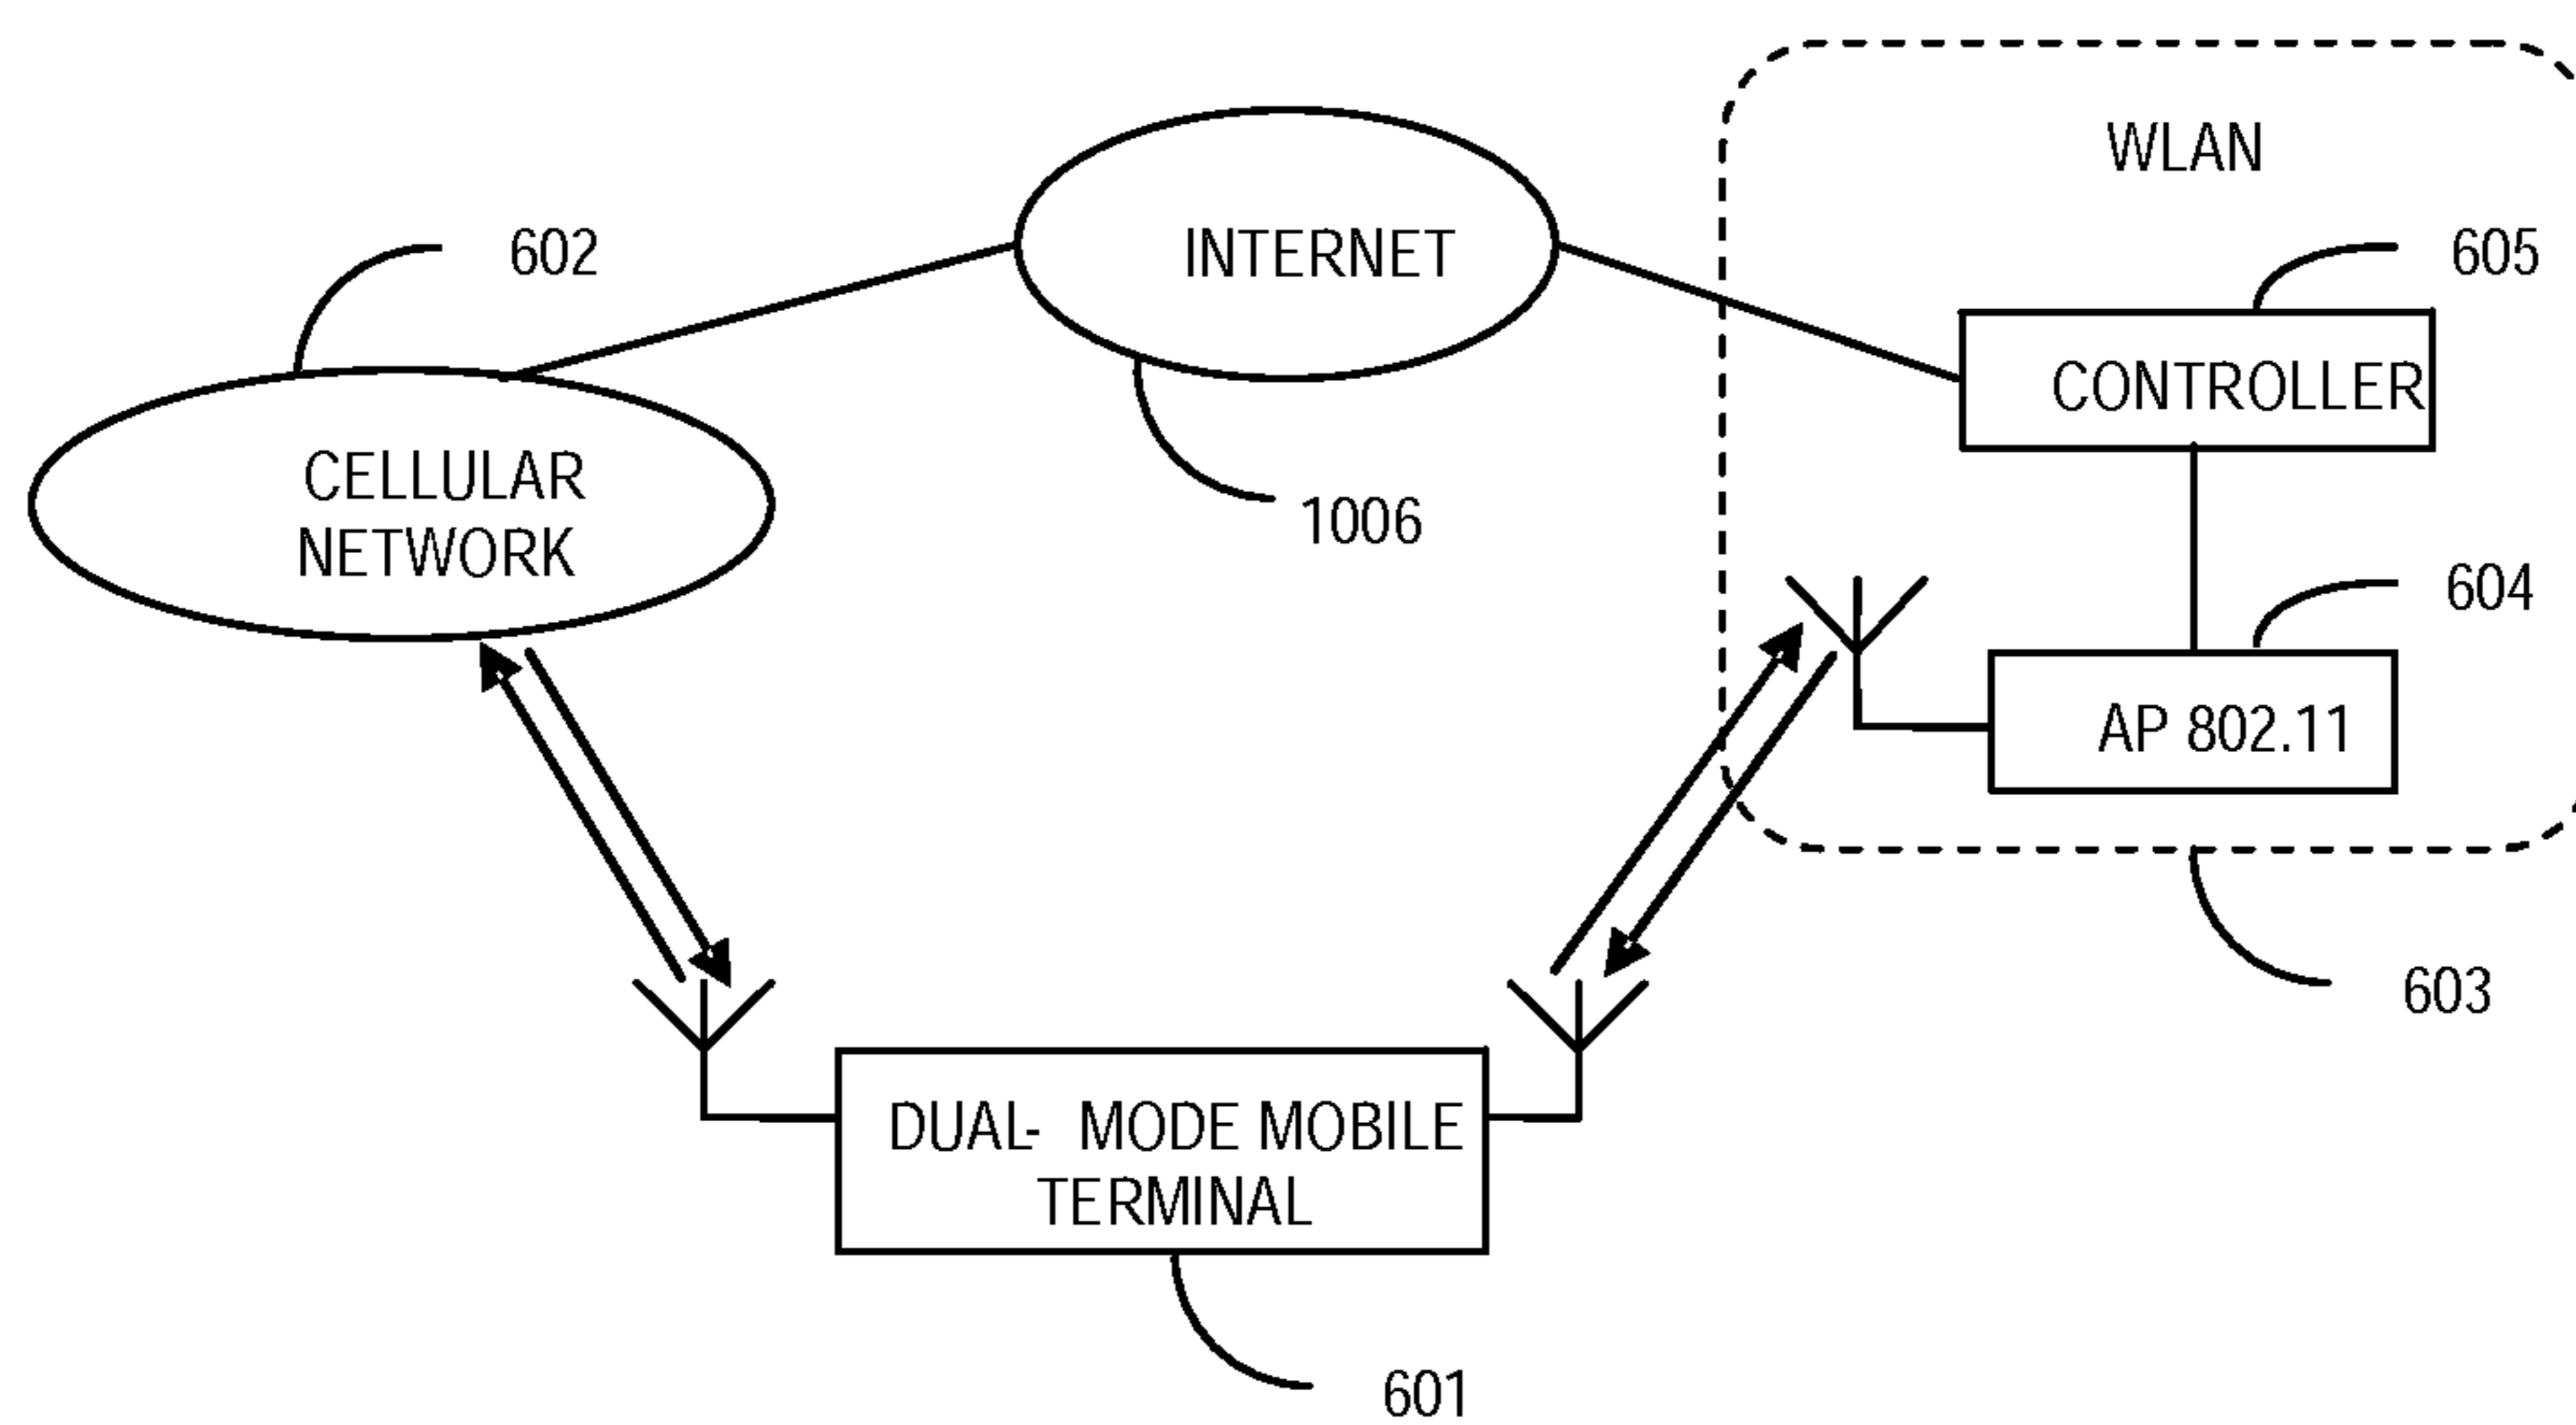 WLAN
602
INTERNET
605
CONTROLLER
CELLULAR
NETWORK
1006
604
AP 802.11
603
DUAL- MODE MOBILE
TERMINAL
601